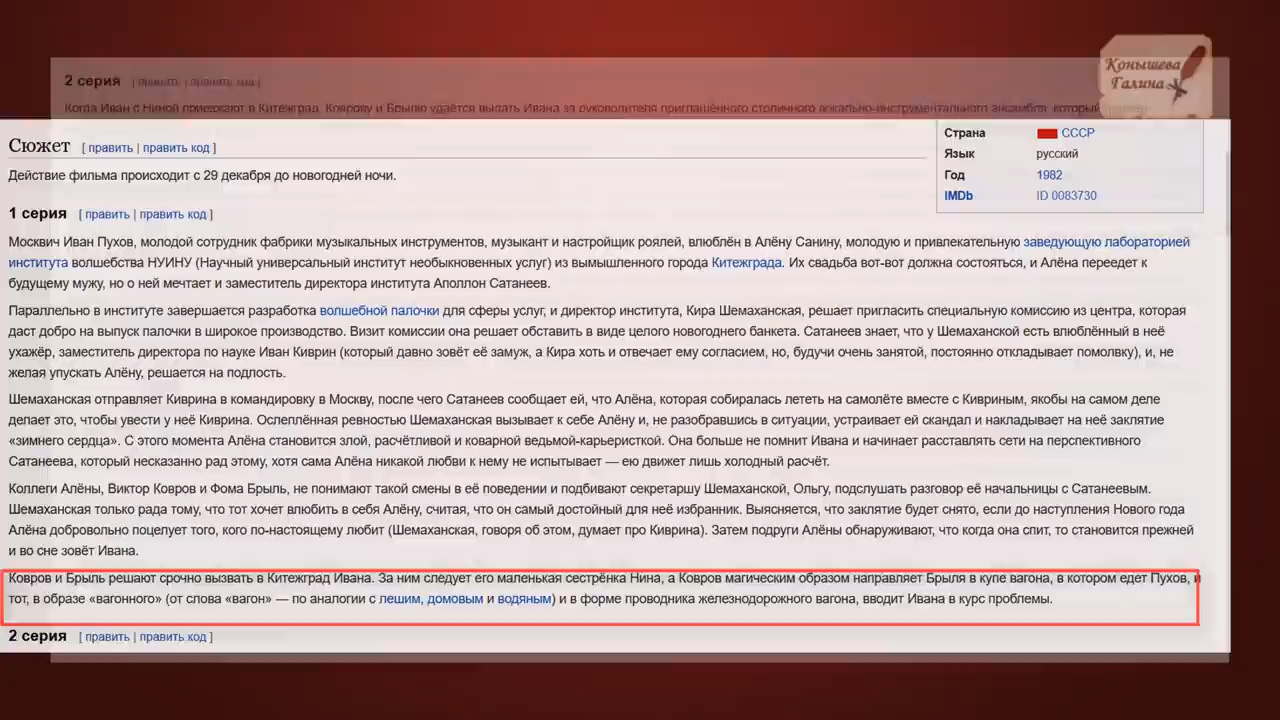 2 серия [ править | править код ]
Когда Иван с Ниной приезжают в Китежград, Коврову и Брылю удаётся выдать Ивана за руководителя приглашённого столичного вокально-инструментального ансамбля, который
Конышева
Галина
Сюжет [ править | править код ]
Действие фильма происходит с 29 декабря до новогодней ночи.
Страна СССР
Язык русский
Год 1982
IMDb ID 0083730
1 серия [ править | править код ]
Москвич Иван Пухов, молодой сотрудник фабрики музыкальных инструментов, музыкант и настройщик роялей, влюблён в Алёну Санину, молодую и привлекательную заведующую лабораторией
института волшебства НУИНУ (Научный универсальный институт необыкновенных услуг) из вымышленного города Китежграда. Их свадьба вот-вот должна состояться, и Алёна переедет к
будущему мужу, но о ней мечтает и заместитель директора института Аполлон Сатанеев.
Параллельно в институте завершается разработка волшебной палочки для сферы услуг, и директор института, Кира Шемаханская, решает пригласить специальную комиссию из центра, которая
даст добро на выпуск палочки в широкое производство. Визит комиссии она решает обставить в виде целого новогоднего банкета. Сатанеев знает, что у Шемаханской есть влюблённый в неё
ухажёр, заместитель директора по науке Иван Киврин (который давно зовёт её замуж, а Кира хоть и отвечает ему согласием, но, будучи очень занятой, постоянно откладывает помолвку), и, не
желая упускать Алёну, решается на подлость.
Шемаханская отправляет Киврина в командировку в Москву, после чего Сатанеев сообщает ей, что Алёна, которая собиралась лететь на самолёте вместе с Кивриным, якобы на самом деле
делает это, чтобы увести у неё Киврина. Ослеплённая ревностью Шемаханская вызывает к себе Алёну и, не разобравшись в ситуации, устраивает ей скандал и накладывает на неё заклятие
«зимнего сердца». С этого момента Алёна становится злой, расчётливой и коварной ведьмой-карьеристкой. Она больше не помнит Ивана и начинает расставлять сети на перспективного
Сатанеева, который несказанно рад этому, хотя сама Алёна никакой любви к нему не испытывает — ею движет лишь холодный расчёт.
Коллеги Алёны, Виктор Ковров и Фома Брыль, не понимают такой смены в её поведении и подбивают секретаршу Шемаханской, Ольгу, подслушать разговор её начальницы с Сатанеевым.
Шемаханская только рада тому, что тот хочет влюбить в себя Алёну, считая, что он самый достойный для неё избранник. Выясняется, что заклятие будет снято, если до наступления Нового года
Алёна добровольно поцелует того, кого по-настоящему любит (Шемаханская, говоря об этом, думает про Киврина). Затем подруги Алёны обнаруживают, что когда она спит, то становится прежней
и во сне зовёт Ивана.
Ковров и Брыль решают срочно вызвать в Китежград Ивана. За ним следует его маленькая сестрёнка Нина, а Ковров магическим образом направляет Брыля в купе вагона, в котором едет Пухов, и
тот, в образе «вагонного» (от слова «вагон» — по аналогии с лешим, домовым и водяным) и в форме проводника железнодорожного вагона, вводит Ивана в курс проблемы.
2 серия [ править | править код ]